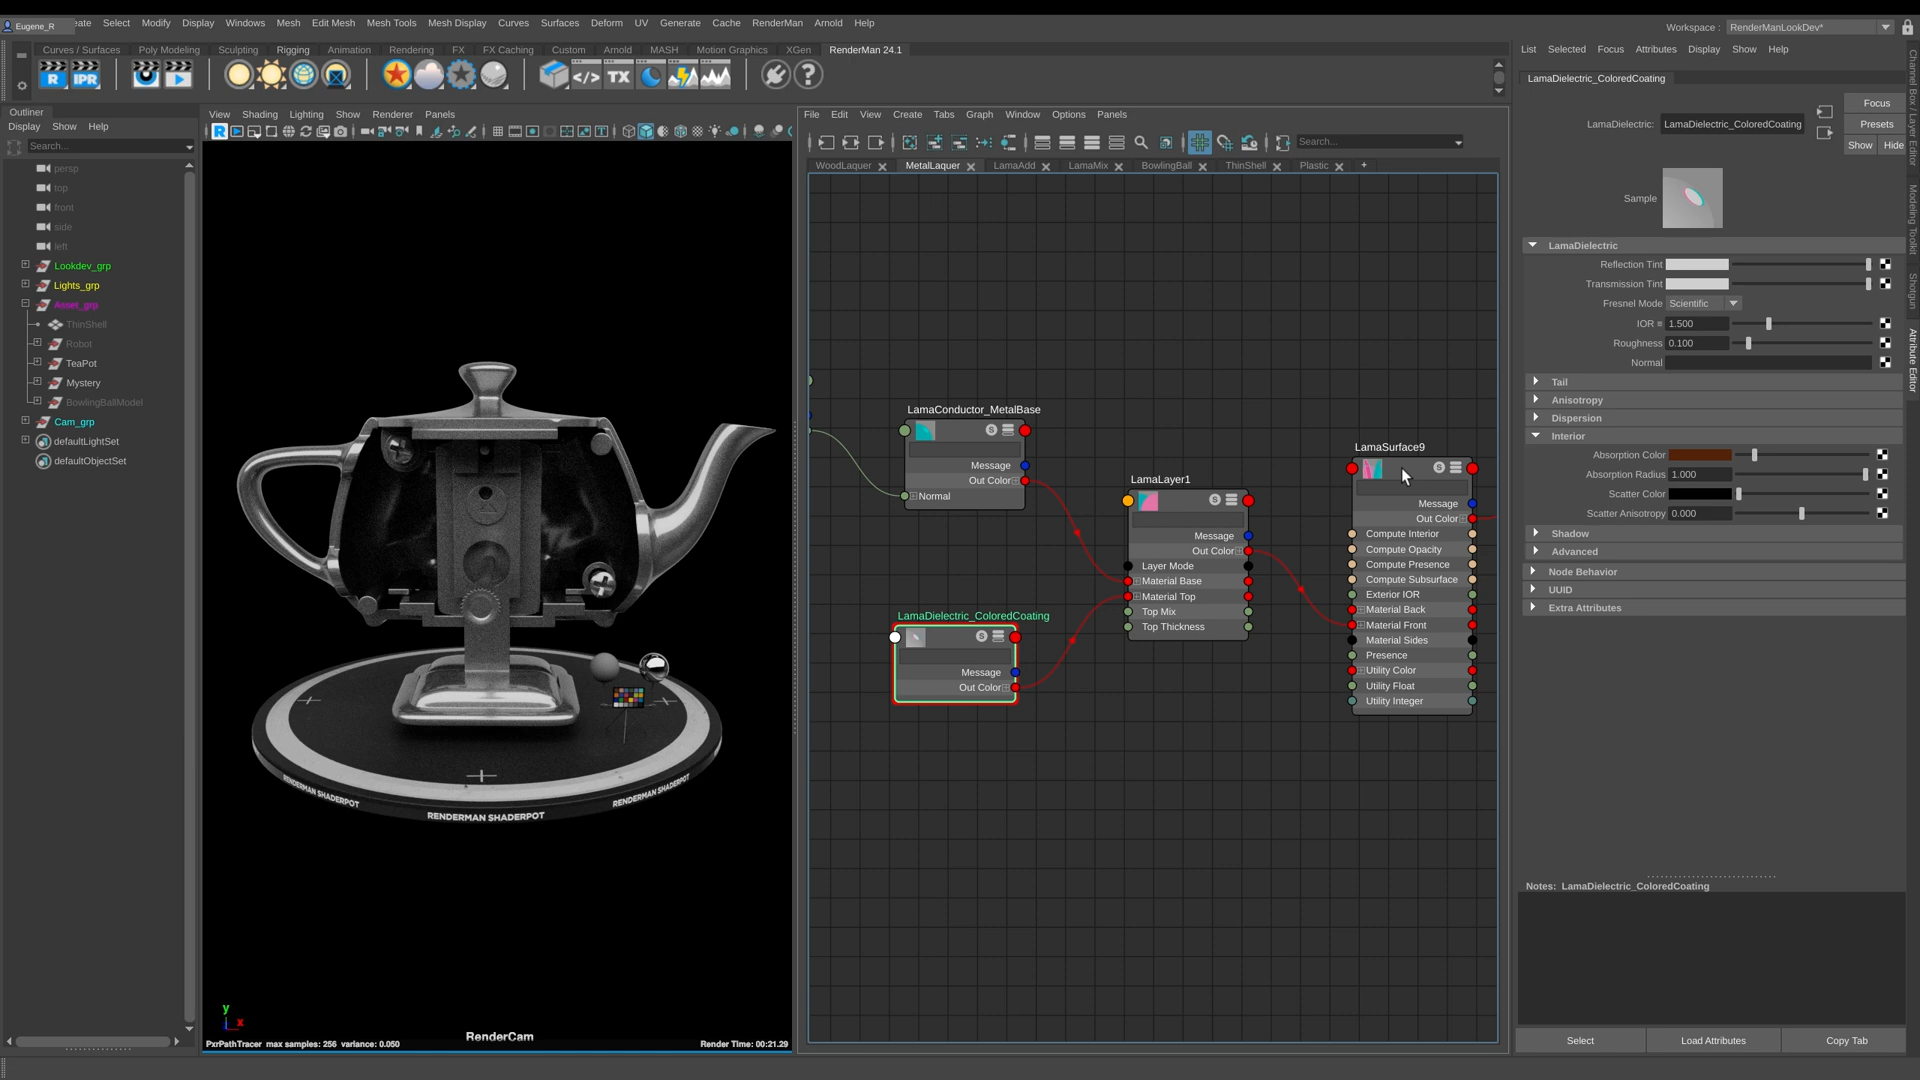 Eugene_R
eate Select Modify Display Windows Mesh Edit Mesh Mesh Tools Mesh Display Curves Surfaces Deform UV Generate Cache RenderMan Arnold Help
Workspace : RenderManLookDev*
Curves / Surfaces Poly Modeling Sculpting Rigging Animation Rendering FX FX Caching Custom Arnold MASH Motion Graphics XGen RenderMan 24.1
R IPR </> TX ?
Outliner
Display Show Help
Search...
persp
top
front
side
left
Lookdev_grp
Lights_grp
Asset_grp
ThinShell
Robot
TeaPot
Mystery
BowlingBallModel
Cam_grp
defaultLightSet
defaultObjectSet
View Shading Lighting Show Renderer Panels
R
RENDERMAN SHADERPOT
RENDERMAN SHADERPOT
RENDERMAN SHADERPOT
y
x
RenderCam
PxrPathTracer max samples: 256 variance: 0.050
Render Time: 00:21.29
File Edit View Create Tabs Graph Window Options Panels
Search...
WoodLaquer MetalLaquer LamaAdd LamaMix BowlingBall ThinShell Plastic +
LamaConductor_MetalBase
S
Message
Out Color
Normal
LamaDielectric_ColoredCoating
S
Message
Out Color
LamaLayer1
S
Message
Out Color
Layer Mode
Material Base
Material Top
Top Mix
Top Thickness
LamaSurface9
S
Message
Out Color
Compute Interior
Compute Opacity
Compute Presence
Compute Subsurface
Exterior IOR
Material Back
Material Front
Material Sides
Presence
Utility Color
Utility Float
Utility Integer
List Selected Focus Attributes Display Show Help
LamaDielectric_ColoredCoating
LamaDielectric: LamaDielectric_ColoredCoating
Focus
Presets
Show Hide
Sample
LamaDielectric
Reflection Tint
Transmission Tint
Fresnel Mode Scientific
IOR = 1.500
Roughness 0.100
Normal
Tail
Anisotropy
Dispersion
Interior
Absorption Color
Absorption Radius 1.000
Scatter Color
Scatter Anisotropy 0.000
Shadow
Advanced
Node Behavior
UUID
Extra Attributes
Notes: LamaDielectric_ColoredCoating
Select Load Attributes Copy Tab
Channel Box / Layer Editor
Modeling Toolkit
Shotgun
Attribute Editor